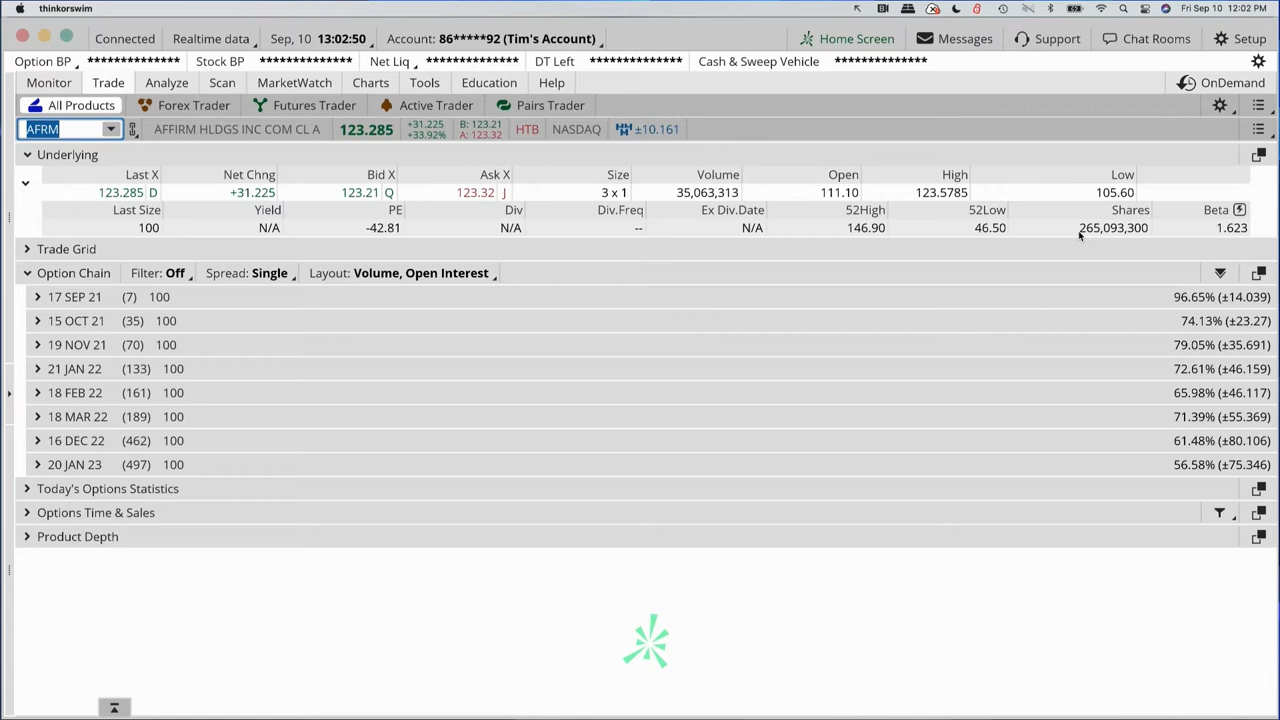 thinkorswim Fri Sep 10 12:02 PM
Connected Realtime data Sep, 10 13:02:50 Account: 86*****92 (Tim's Account) Home Screen Messages Support Chat Rooms Setup
Option BP ************** Stock BP ************** Net Liq ************** DT Left ************** Cash & Sweep Vehicle **************
Monitor Trade Analyze Scan MarketWatch Charts Tools Education Help OnDemand
All Products Forex Trader Futures Trader Active Trader Pairs Trader
AFRM AFFIRM HLDGS INC COM CL A 123.285 +31.225 +33.92% B: 123.21 A: 123.32 HTB NASDAQ ±10.161
Underlying
Last X Net Chng Bid X Ask X Size Volume Open High Low
123.285 D +31.225 123.21 Q 123.32 J 3 x 1 35,063,313 111.10 123.5785 105.60
Last Size Yield PE Div Div.Freq Ex Div.Date 52High 52Low Shares Beta
100 N/A -42.81 N/A -- N/A 146.90 46.50 265,093,300 1.623
Trade Grid
Option Chain Filter: Off Spread: Single Layout: Volume, Open Interest
17 SEP 21 (7) 100 96.65% (±14.039)
15 OCT 21 (35) 100 74.13% (±23.27)
19 NOV 21 (70) 100 79.05% (±35.691)
21 JAN 22 (133) 100 72.61% (±46.159)
18 FEB 22 (161) 100 65.98% (±46.117)
18 MAR 22 (189) 100 71.39% (±55.369)
16 DEC 22 (462) 100 61.48% (±80.106)
20 JAN 23 (497) 100 56.58% (±75.346)
Today's Options Statistics
Options Time & Sales
Product Depth